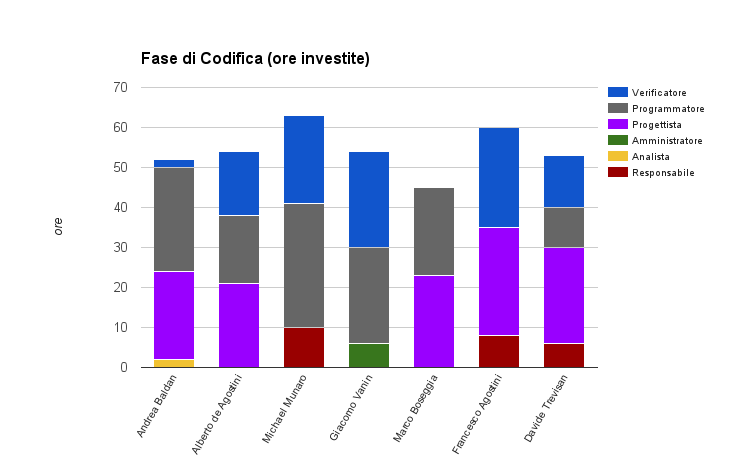 Fase di Codifica (ore investite)
70
60
50
40
30
20
10
0
ore
Verificatore
Programmatore
Progettista
Amministratore
Analista
Responsabile
Andrea Baldan
Alberto de Agostini
Michael Munaro
Giacomo Vanin
Marco Boseggia
Francesco Agostini
Davide Trevisan